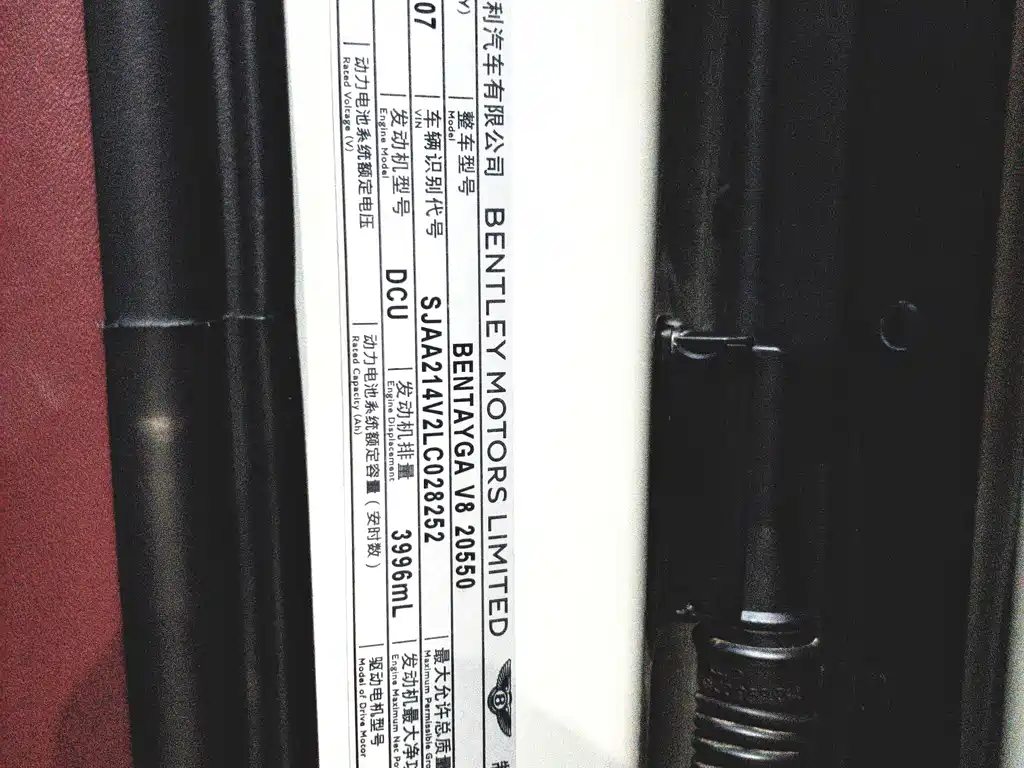 利汽车有限公司 BENTLEY MOTORS LIMITED
整车型号 BENTAYGA V8 20550
Model
07 车辆识别代号 SJAA214V2LC028252 最大允许总质量
VIN Maximum Permissible
发动机型号 DCU 发动机排量 3996mL 发动机最大净
Engine Model Engine Displacement Engine Maximum Net
动力电池系统额定电压 动力电池系统额定容量(安时数) 驱动电机型号
Rated Voltage (V) Rated Capacity (Ah) Model of Drive Motor